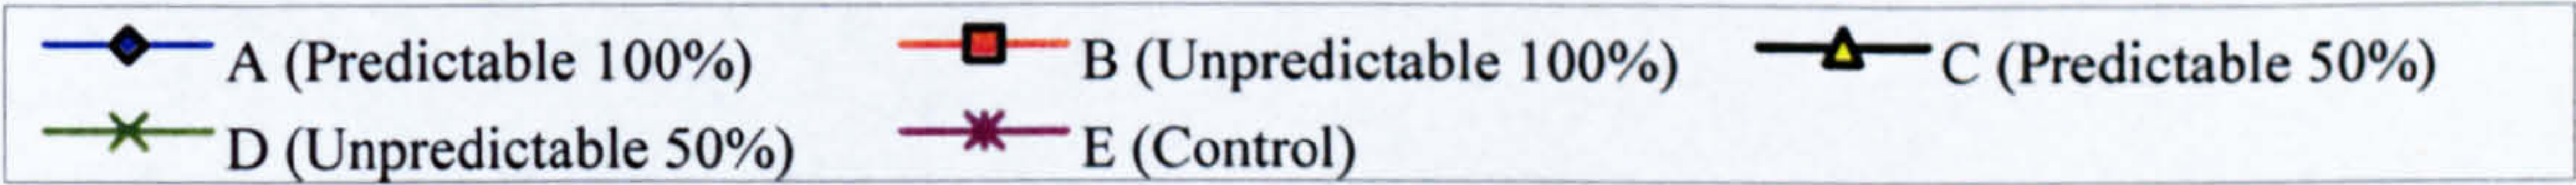 A (Predictable 100%) B (Unpredictable 100%) C (Predictable 50%)
D (Unpredictable 50%) E (Control)